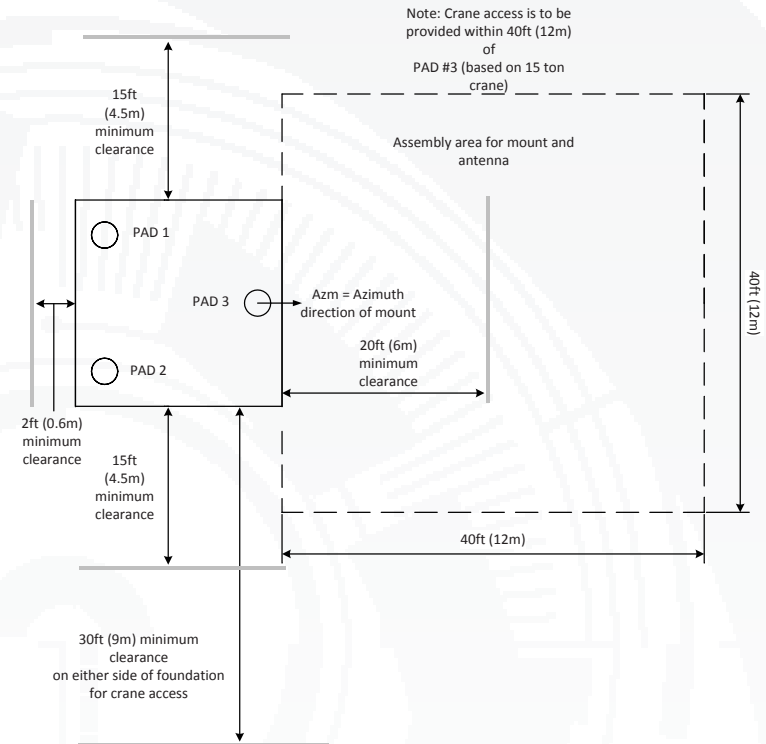 Note: Crane access is to be
provided within 40ft (12m)
of
PAD #3 (based on 15 ton
crane)
15ft
(4.5m)
minimum
clearance
Assembly area for mount and
antenna
PAD 1
PAD 3
Azm = Azimuth
direction of mount
40ft (12m)
PAD 2
20ft (6m)
minimum
clearance
2ft (0.6m)
minimum
clearance
15ft
(4.5m)
minimum
clearance
40ft (12m)
30ft (9m) minimum
clearance
on either side of foundation
for crane access